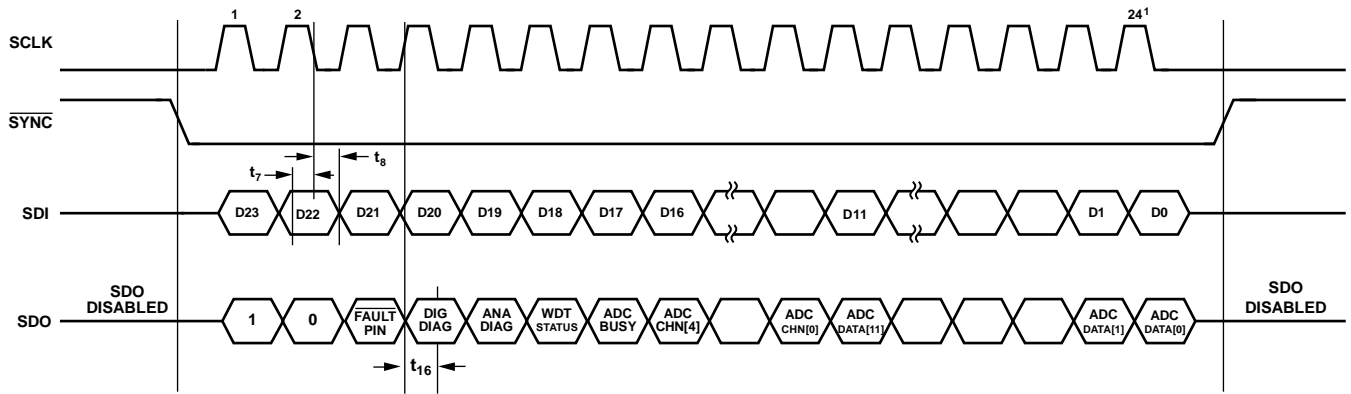 1 2 24¹
SCLK
SYNC
t₈
t₇
SDI D23 D22 D21 D20 D19 D18 D17 D16 D11 D1 D0
SDO DISABLED
SDO DISABLED
SDO 1 0 FAULT PIN DIG DIAG ANA DIAG WDT STATUS ADC BUSY ADC CHN[4] ADC CHN[0] ADC DATA[11] ADC DATA[1] ADC DATA[0]
t₁₆